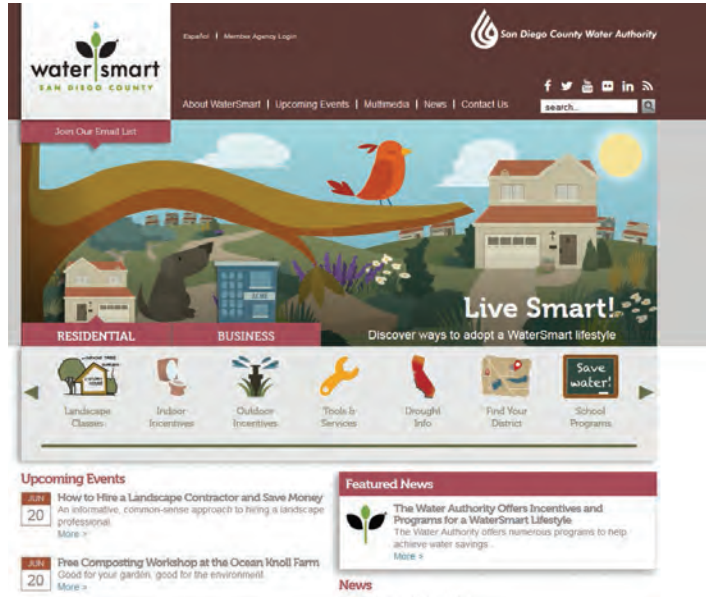 water smart
SAN DIEGO COUNTY
Español | Member Agency Login
San Diego County Water Authority
About WaterSmart | Upcoming Events | Multimedia | News | Contact Us
search...
Join Our Email List
ACME
Live Smart!
Discover ways to adopt a WaterSmart lifestyle
RESIDENTIAL
BUSINESS
Landscape
Classes
Indoor
Incentives
Outdoor
Incentives
Tools &
Services
Drought
Info
Find Your
District
Save
water!
School
Programs
Upcoming Events
JUN
20
How to Hire a Landscape Contractor and Save Money
An informative, common-sense approach to hiring a landscape
professional.
More »
JUN
20
Free Composting Workshop at the Ocean Knoll Farm
Good for your garden, good for the environment.
More »
Featured News
The Water Authority Offers Incentives and
Programs for a WaterSmart Lifestyle
The Water Authority offers numerous programs to help
achieve water savings...
More »
News